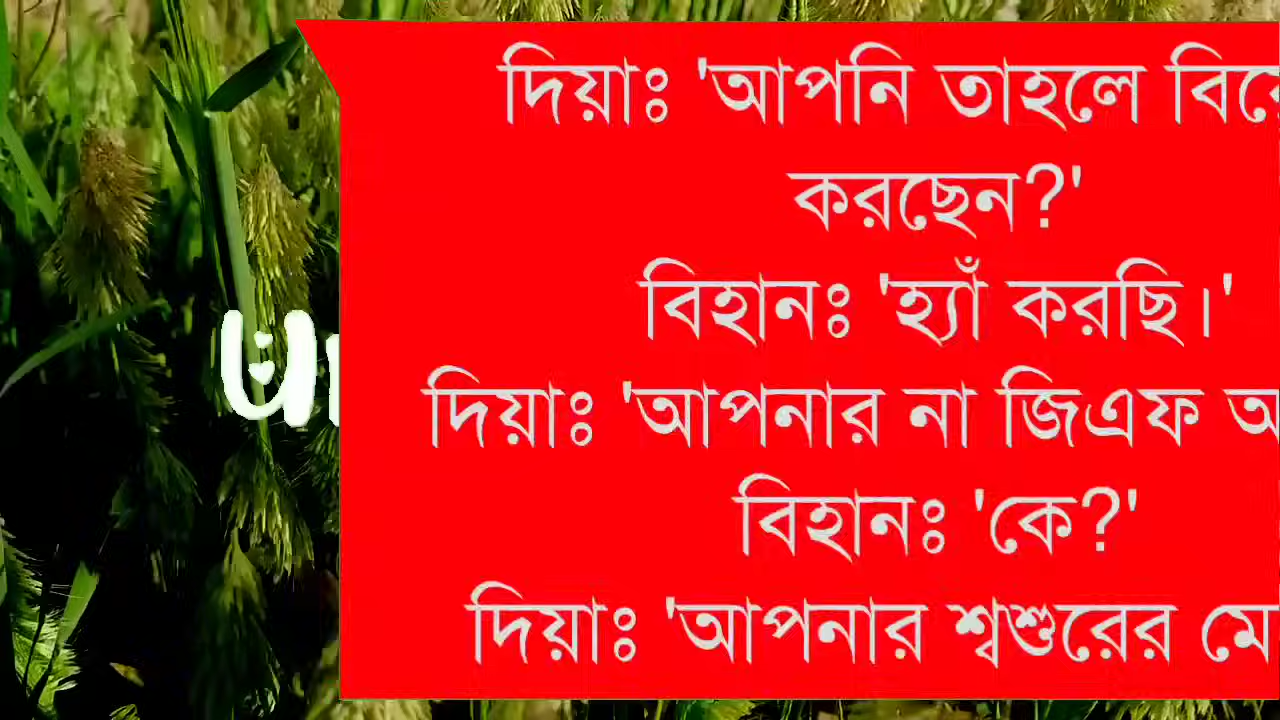 দিয়াঃ 'আপনি তাহলে
করছেন?'
বিহানঃ 'হ্যাঁ করছি।'
দিয়াঃ 'আপনার না জিএফ
বিহানঃ 'কে?'
দিয়াঃ 'আপনার শ্বশুরের